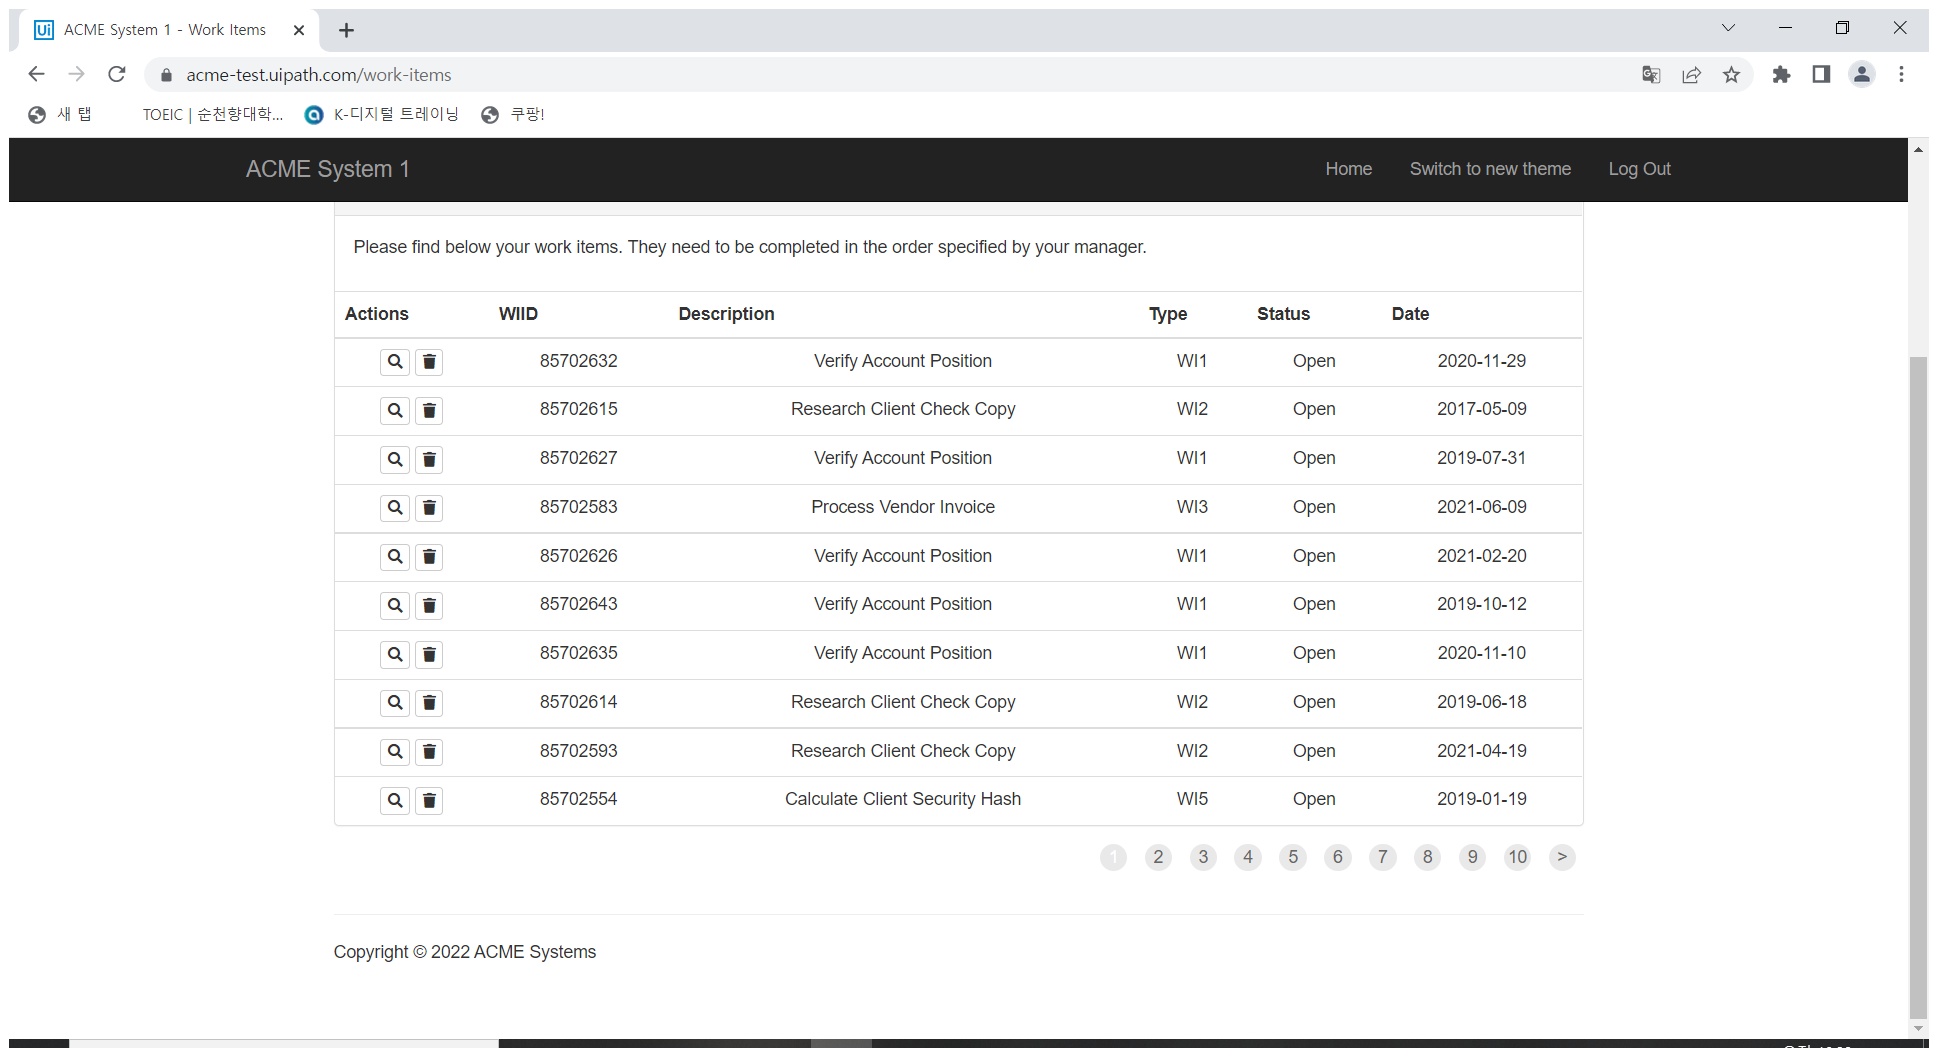 ACME System 1 - Work Items
acme-test.uipath.com/work-items
새 탭 TOEIC | 순천향대학... K-디지털 트레이닝 쿠팡!
ACME System 1 Home Switch to new theme Log Out
Please find below your work items. They need to be completed in the order specified by your manager.
Actions WIID Description Type Status Date
85702632 Verify Account Position WI1 Open 2020-11-29
85702615 Research Client Check Copy WI2 Open 2017-05-09
85702627 Verify Account Position WI1 Open 2019-07-31
85702583 Process Vendor Invoice WI3 Open 2021-06-09
85702626 Verify Account Position WI1 Open 2021-02-20
85702643 Verify Account Position WI1 Open 2019-10-12
85702635 Verify Account Position WI1 Open 2020-11-10
85702614 Research Client Check Copy WI2 Open 2019-06-18
85702593 Research Client Check Copy WI2 Open 2021-04-19
85702554 Calculate Client Security Hash WI5 Open 2019-01-19
1 2 3 4 5 6 7 8 9 10 >
Copyright © 2022 ACME Systems